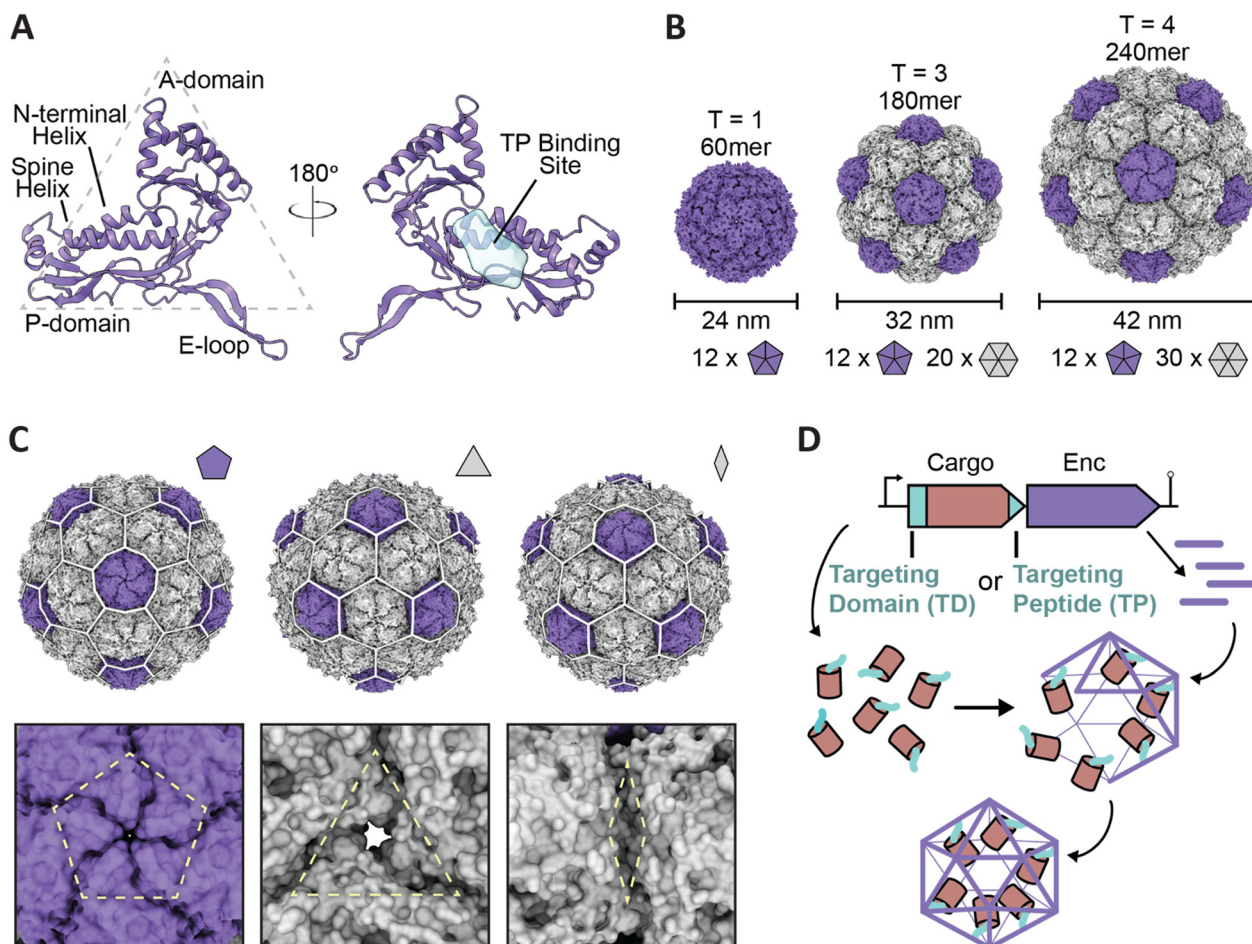 A
A-domain
N-terminal
Helix
Spine
Helix
P-domain
E-loop
180°
TP Binding
Site
B
T = 1
60mer
T = 3
180mer
T = 4
240mer
24 nm
32 nm
42 nm
12 x
12 x
20 x
12 x
30 x
C
D
Cargo
Enc
Targeting
Domain (TD)
or
Targeting
Peptide (TP)